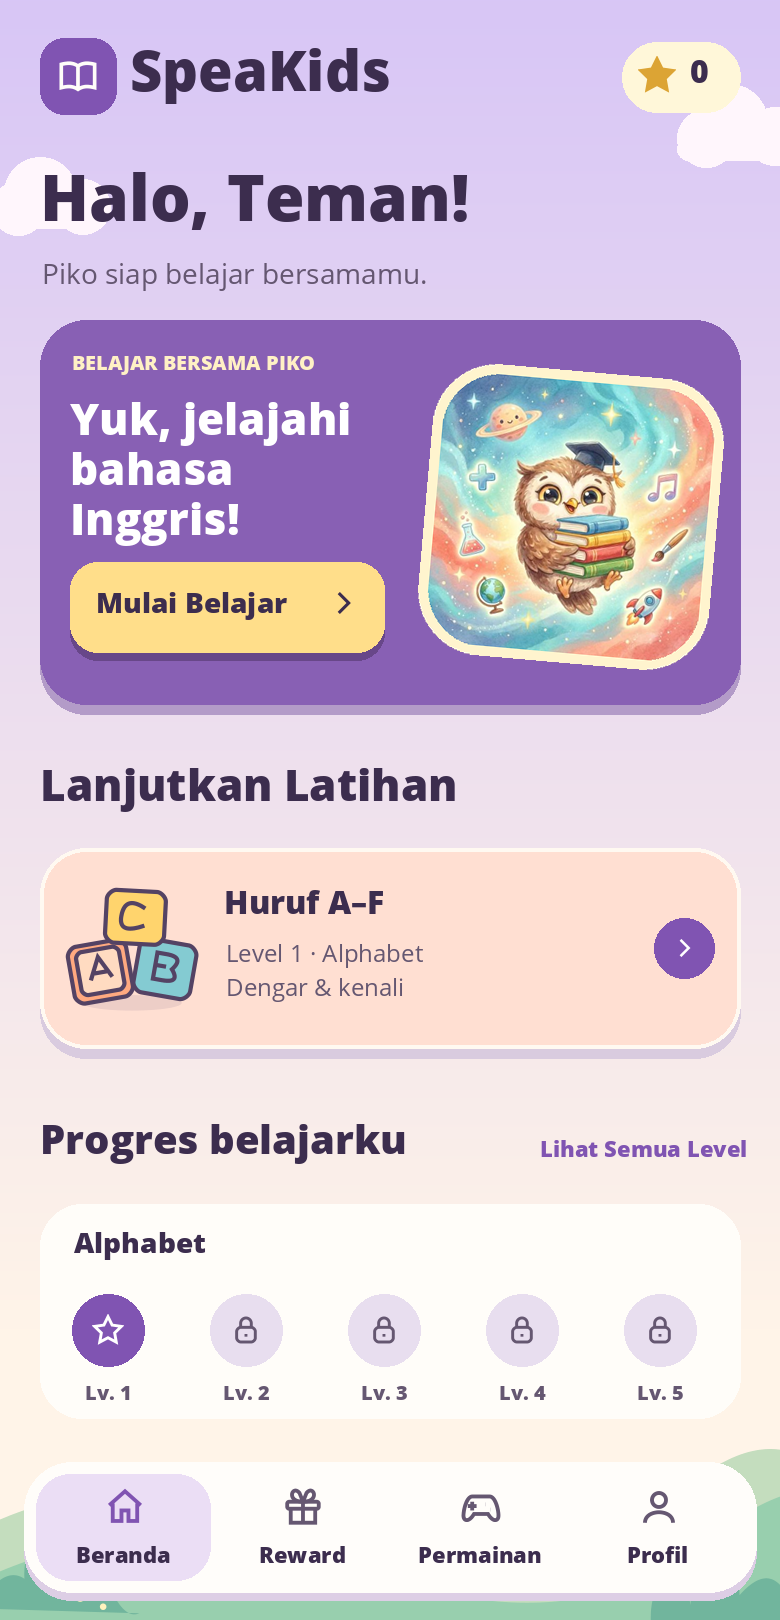 SpeaKids
0
Halo, Teman!
Piko siap belajar bersamamu.
BELAJAR BERSAMA PIKO
Yuk, jelajahi
bahasa
Inggris!
Mulai Belajar
Lanjutkan Latihan
C
A B
Huruf A–F
Level 1 · Alphabet
Dengar & kenali
Progres belajarku
Lihat Semua Level
Alphabet
Lv. 1
Lv. 2
Lv. 3
Lv. 4
Lv. 5
Beranda
Reward
Permainan
Profil